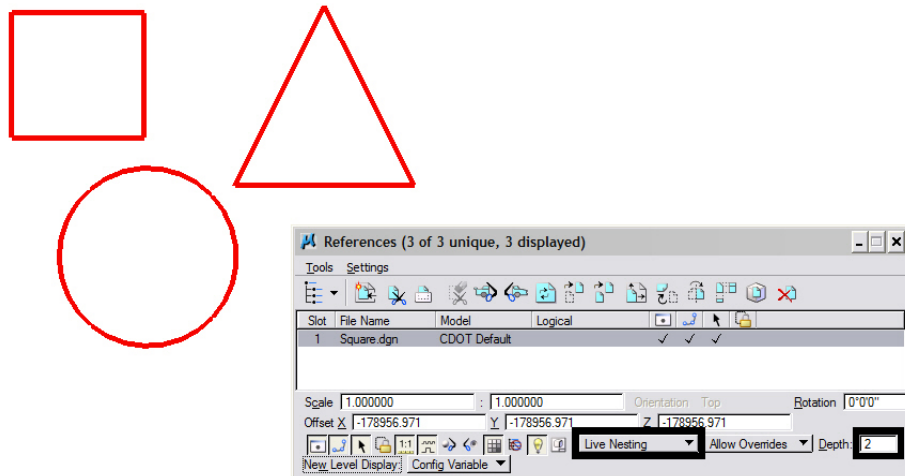 References (3 of 3 unique, 3 displayed)
Tools Settings
Slot File Name Model Logical
1 Square.dgn CDOT Default
Scale 1.000000 : 1.000000 Orientation Top Rotation 0°0'0"
Offset X -178956.971 Y -178956.971 Z -178956.971
1:1 Live Nesting Allow Overrides Depth: 2
New Level Display: Config Variable